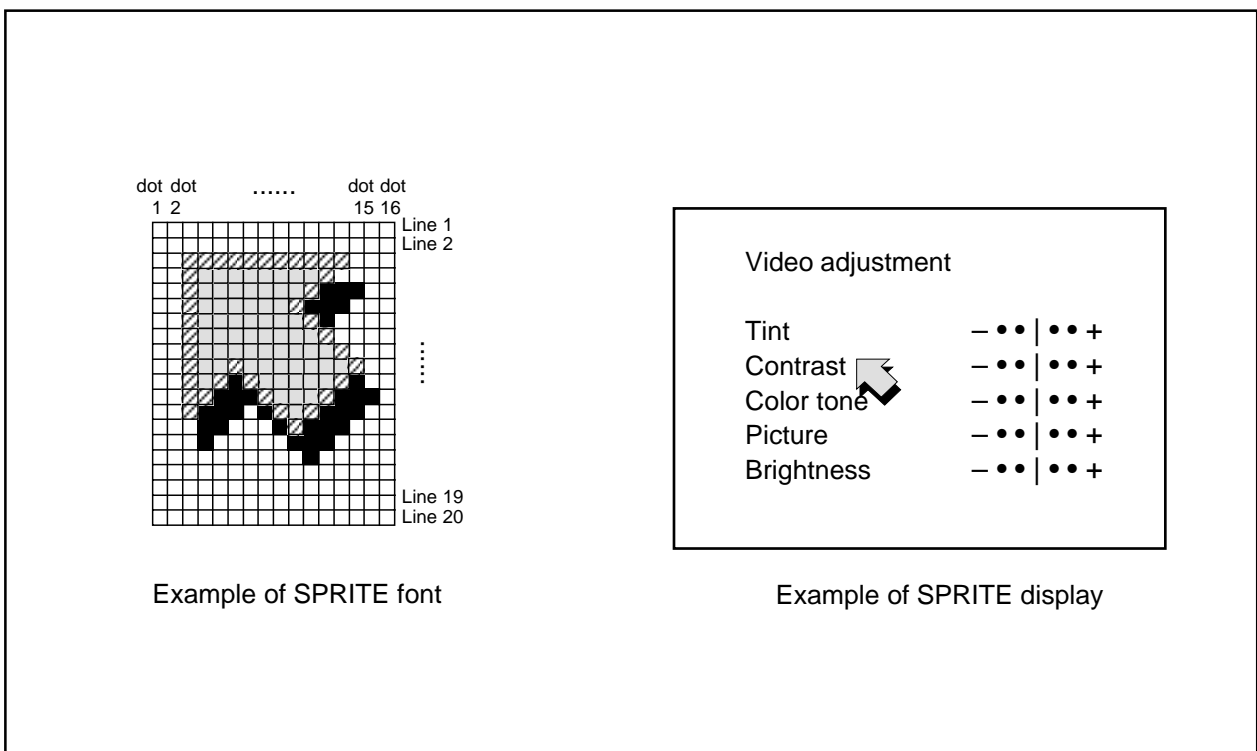 dot dot ...... dot dot
1 2 15 16
Line 1
Line 2
.....
Line 19
Line 20
Example of SPRITE font
Video adjustment
Tint – • • | • • +
Contrast – • • | • • +
Color tone – • • | • • +
Picture – • • | • • +
Brightness – • • | • • +
Example of SPRITE display